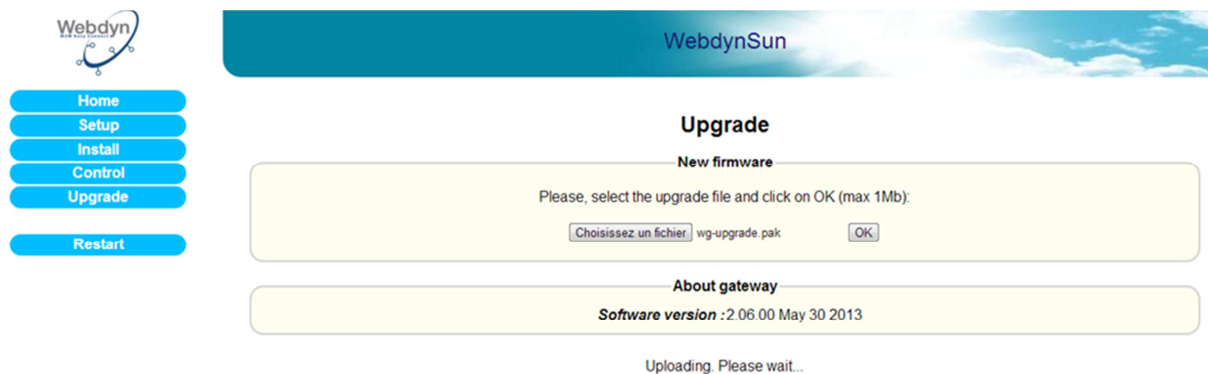 Webdyn
M2M Easy Connect
WebdynSun
Home
Setup
Install
Control
Upgrade
Restart
Upgrade
New firmware
Please, select the upgrade file and click on OK (max 1Mb):
Choisissez un fichier wg-upgrade.pak OK
About gateway
Software version :2.06.00 May 30 2013
Uploading. Please wait...